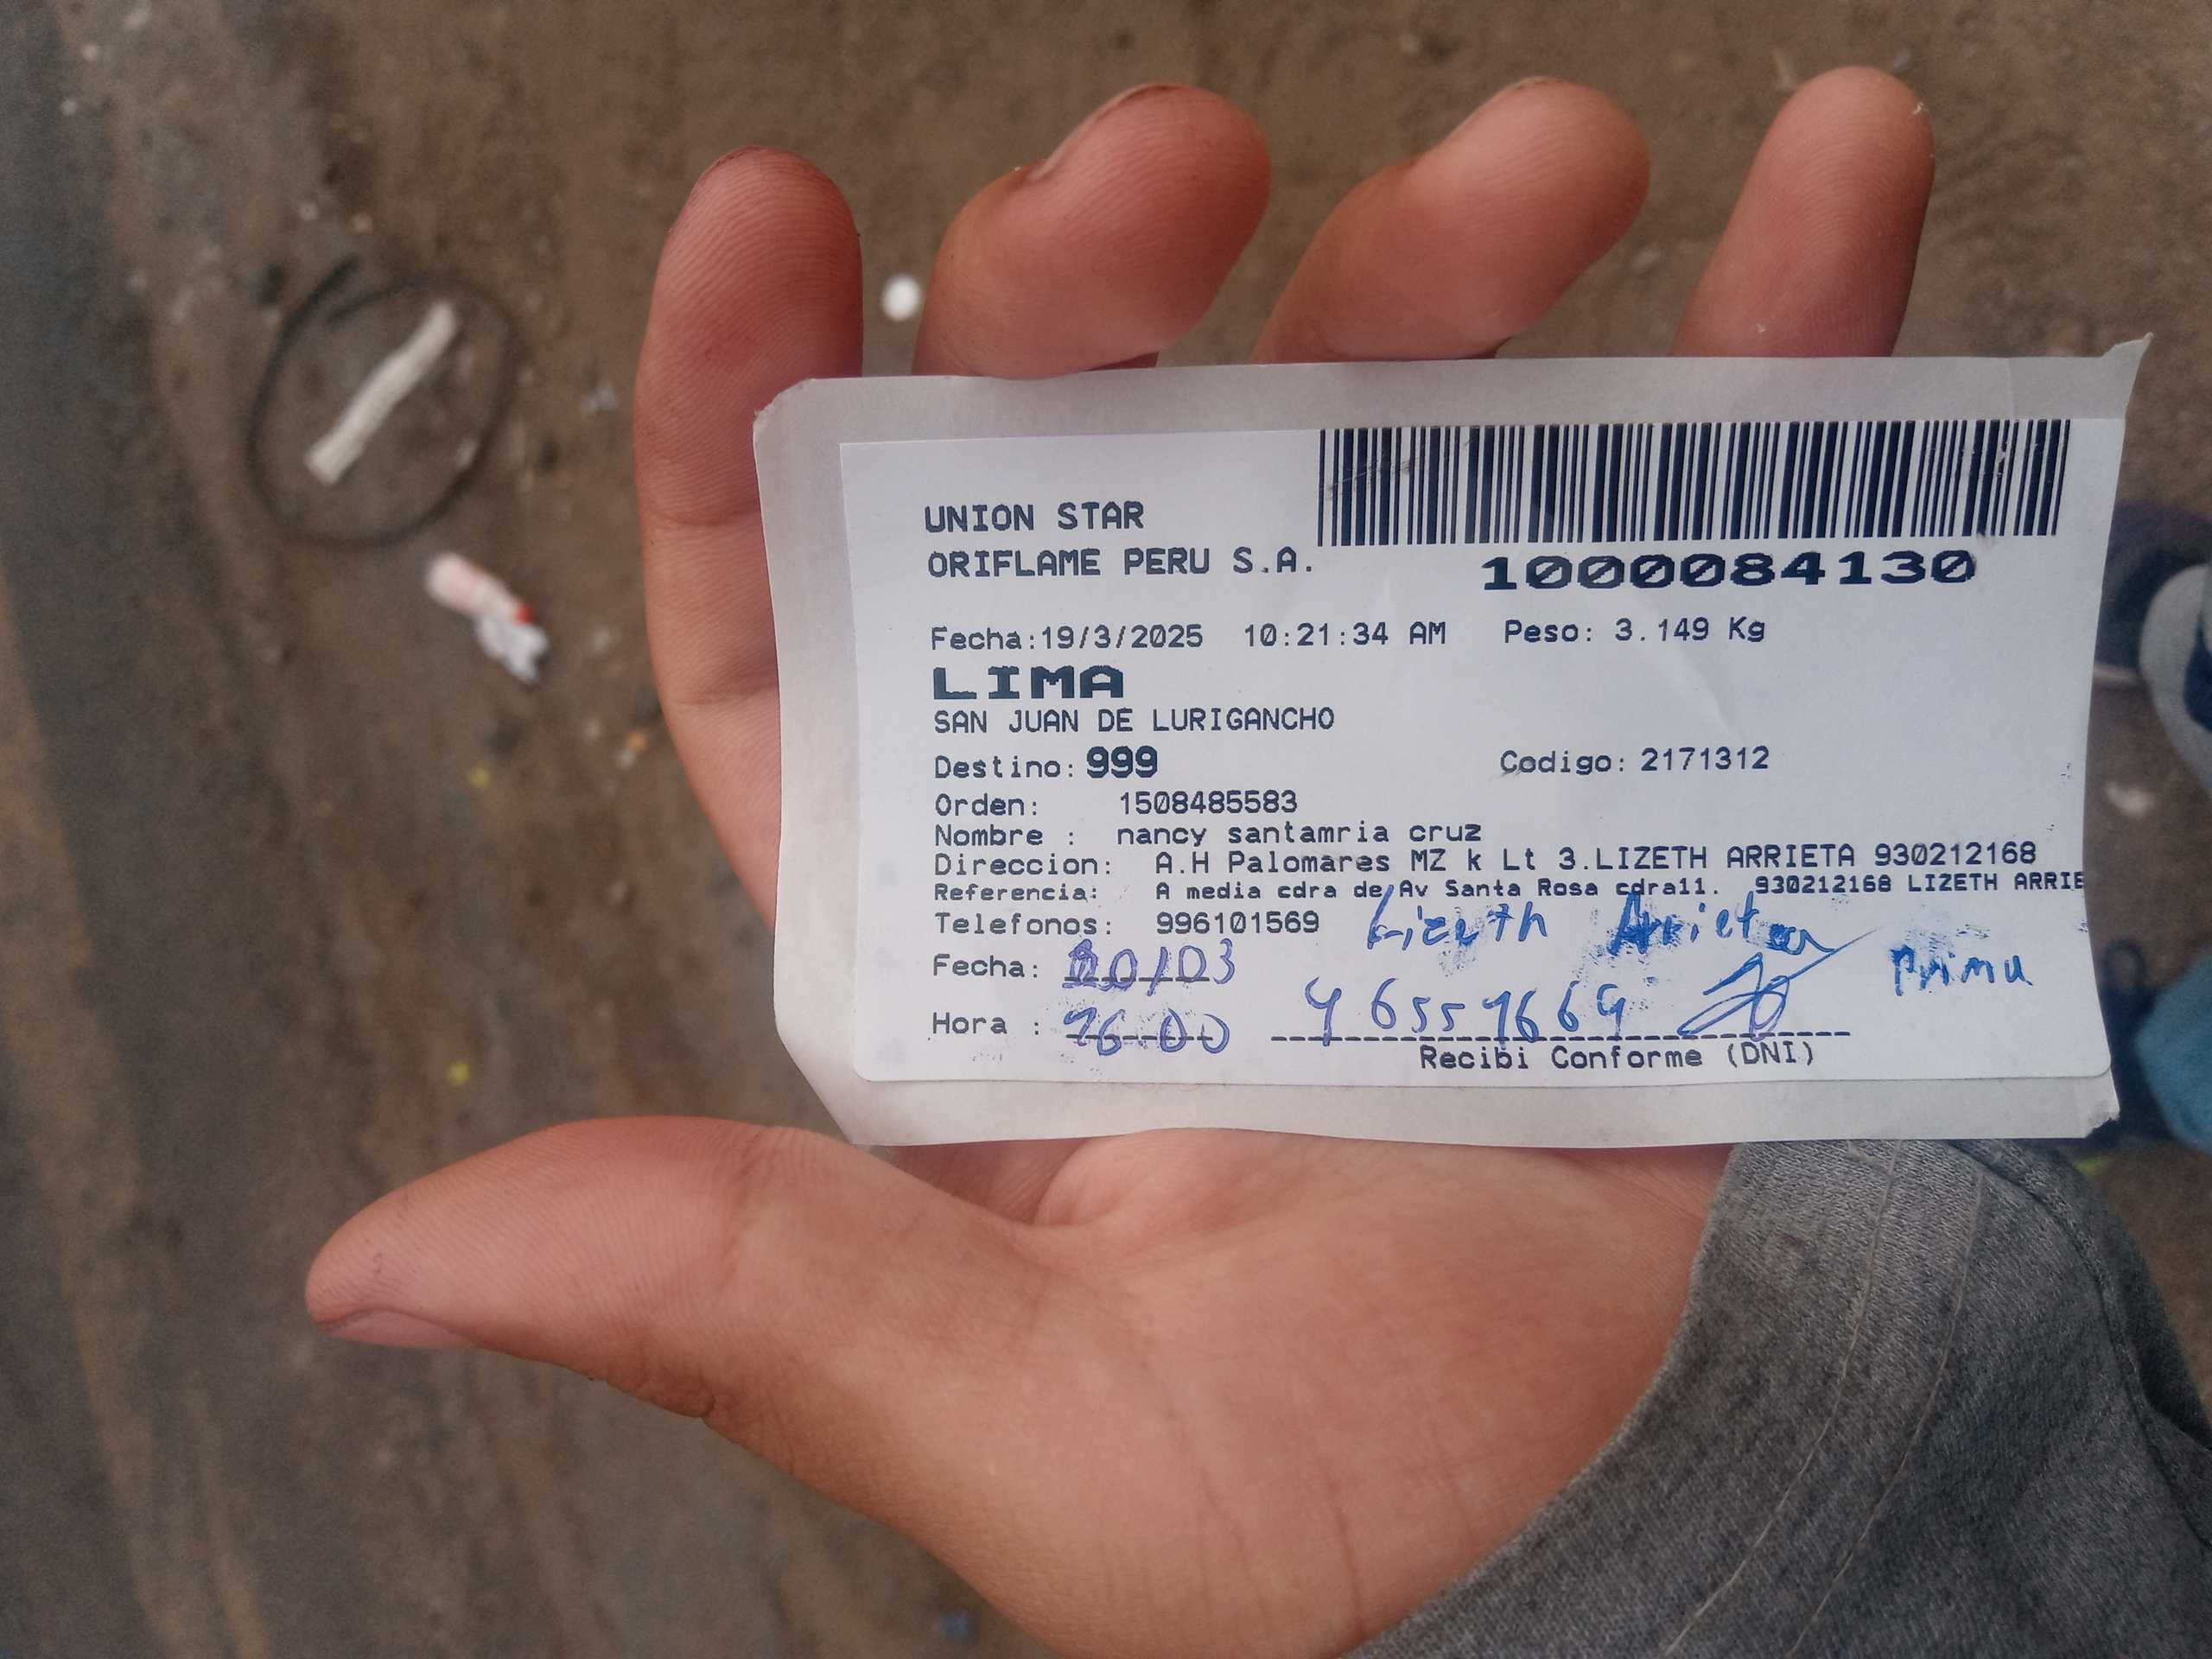 UNION STAR
ORIFLAME PERU S.A.
1000084130
Fecha:19/3/2025 10:21:34 AM Peso: 3.149 Kg
LIMA
SAN JUAN DE LURIGANCHO
Destino: 999 Codigo: 2171312
Orden: 1508485583
Nombre : nancy santamria cruz
Direccion: A.H Palomares MZ k Lt 3.LIZETH ARRIETA 930212168
Referencia: A media cdra de Av Santa Rosa cdra11. 930212168 LIZETH ARRIE
Telefonos: 996101569 Lizeth Arrieta
Fecha: 20/03 Prima
Hora : 16:00
Recibi Conforme (DNI)